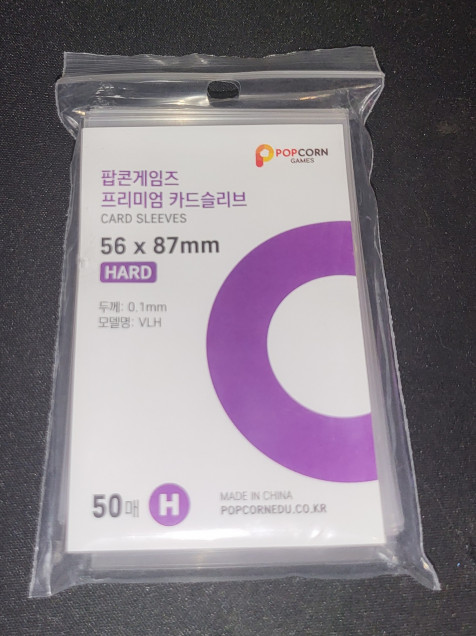 POPCORN
GAMES
팝콘게임즈
프리미엄 카드슬리브
CARD SLEEVES
56 x 87mm
HARD
두께: 0.1mm
모델명: VLH
50매 H
MADE IN CHINA
POPCORNEDU.CO.KR